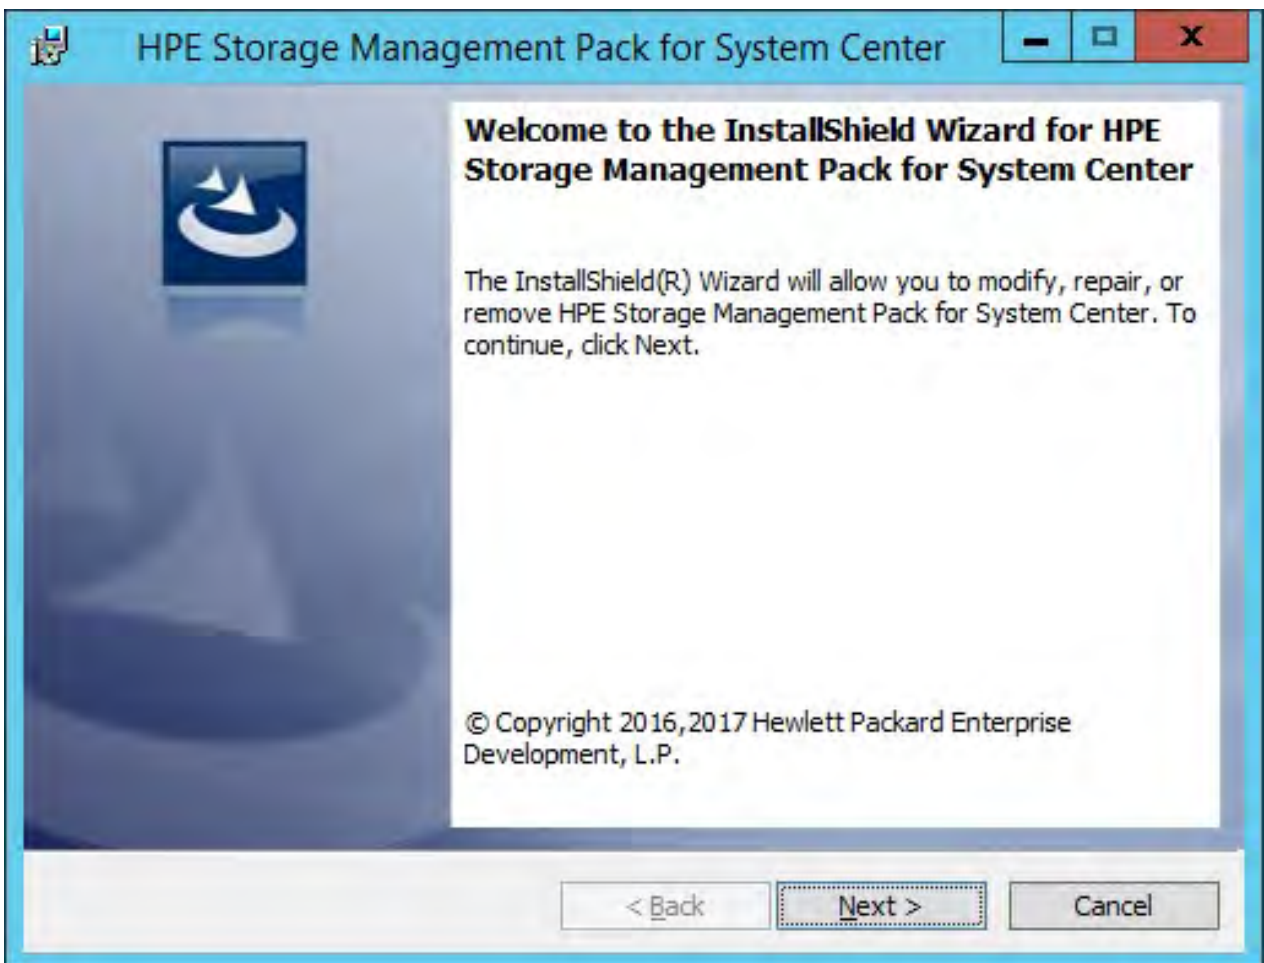 HPE Storage Management Pack for System Center
Welcome to the InstallShield Wizard for HPE
Storage Management Pack for System Center
The InstallShield(R) Wizard will allow you to modify, repair, or
remove HPE Storage Management Pack for System Center. To
continue, click Next.
© Copyright 2016,2017 Hewlett Packard Enterprise
Development, L.P.
< Back Next > Cancel